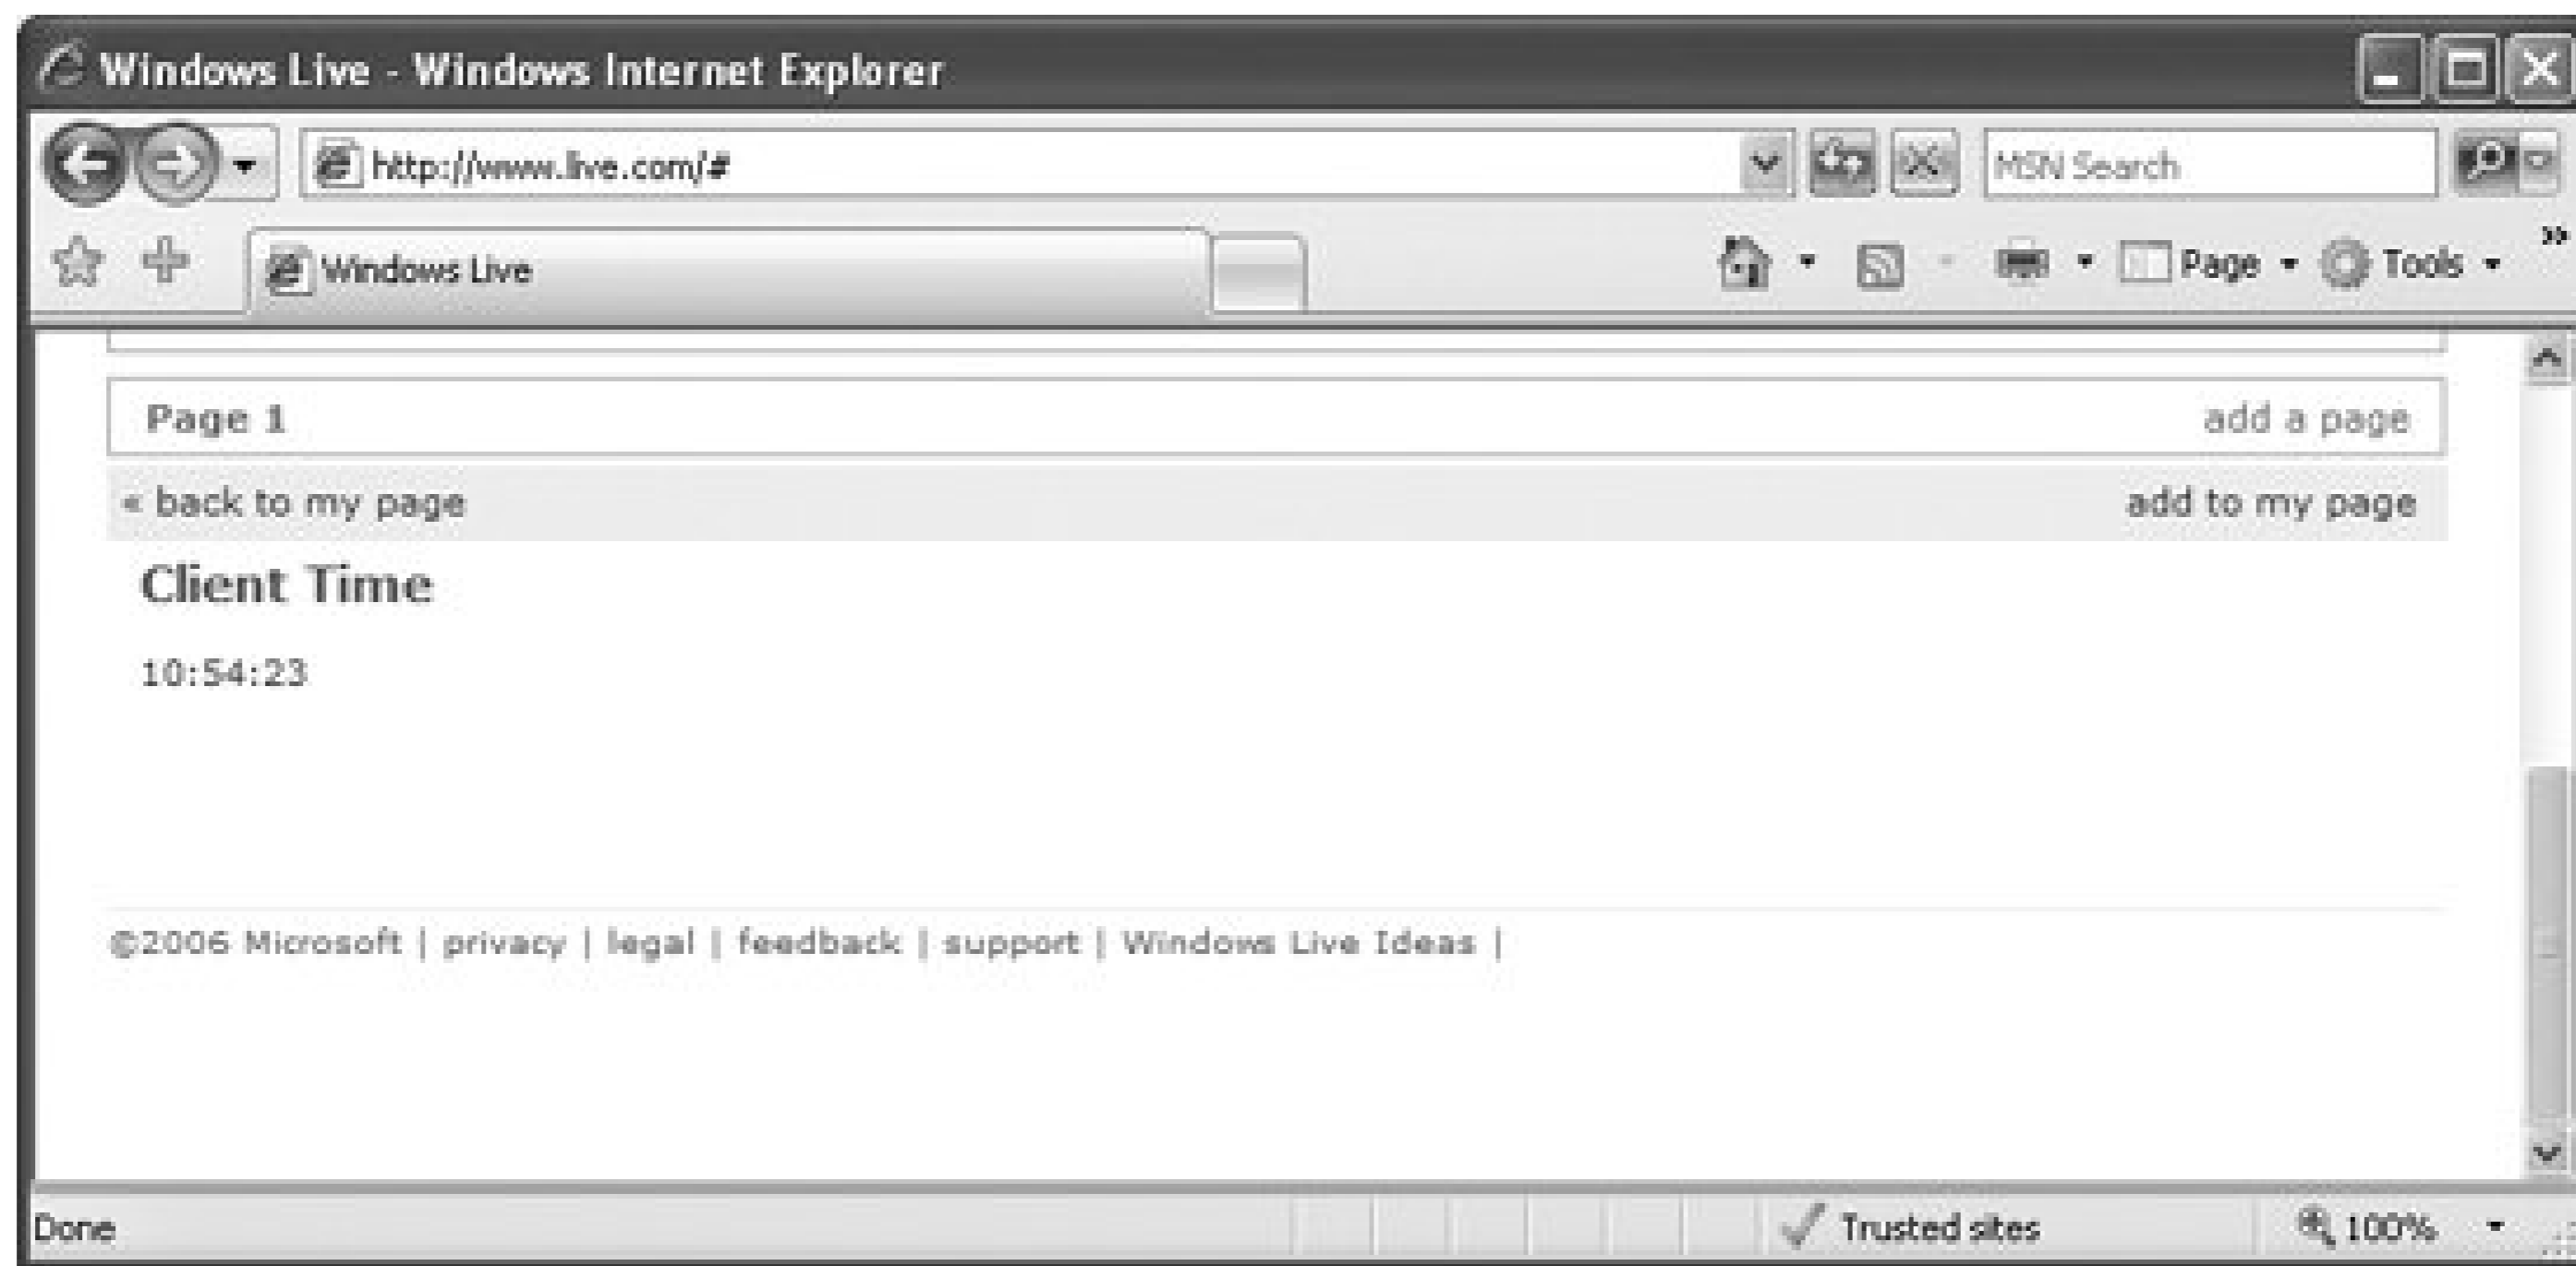 Windows Live - Windows Internet Explorer
http://www.live.com/# MSN Search
Windows Live Page Tools »
Page 1 add a page
« back to my page add to my page
Client Time
10:54:23
©2006 Microsoft | privacy | legal | feedback | support | Windows Live Ideas |
Done Trusted sites 100%